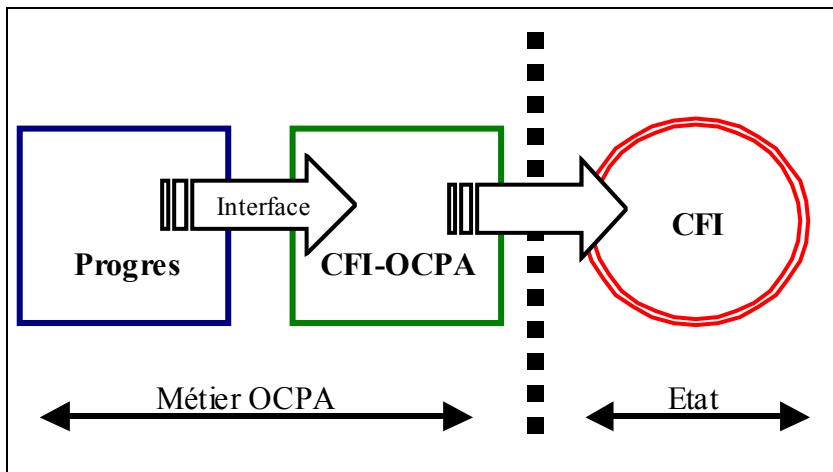 Interface
Progres
CFI-OCPA
CFI
Métier OCPA
Etat